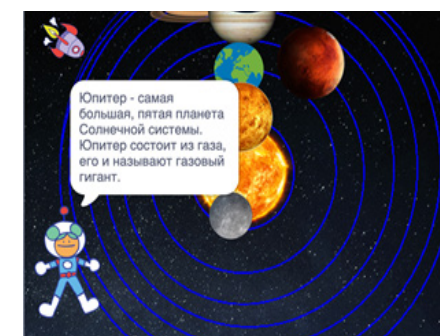 Юпитер - самая
большая, пятая планета
Солнечной системы.
Юпитер состоит из газа,
его и называют газовый
гигант.